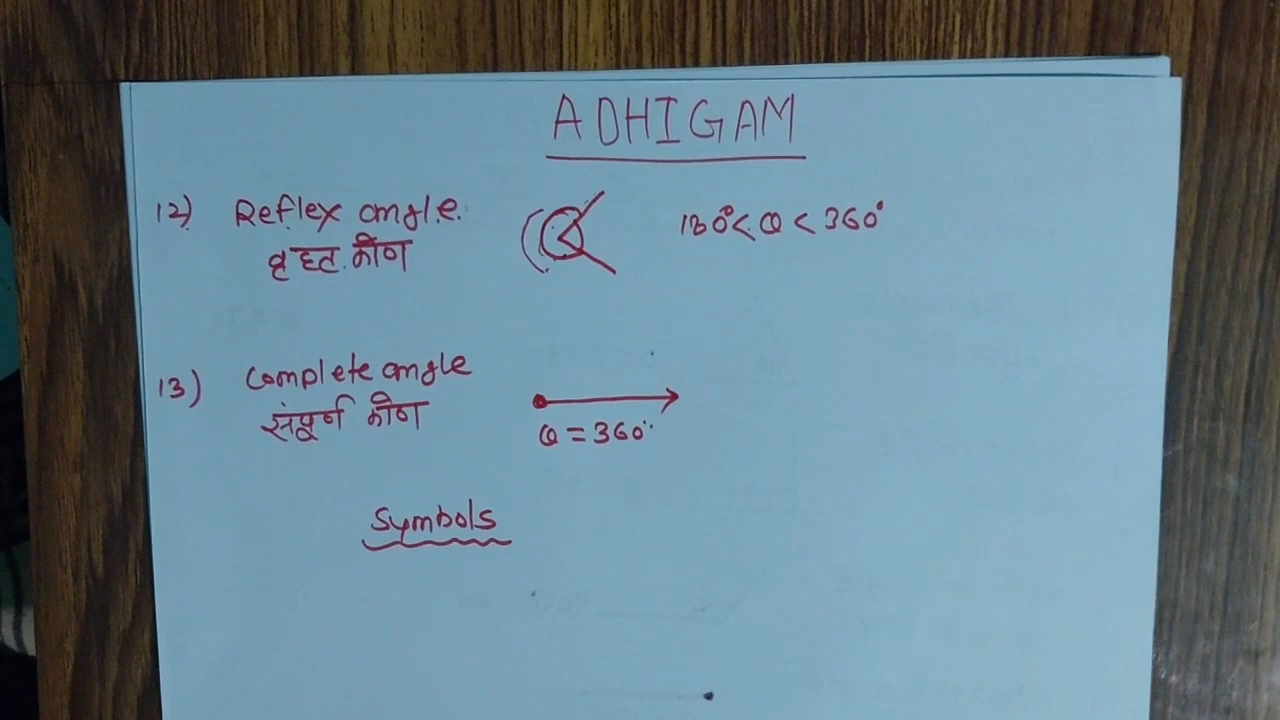 ADHIGAM
12) Reflex angle. 180° < θ < 360°
वृहत कोण
13) Complete angle
संपूर्ण कोण
θ = 360°
Symbols